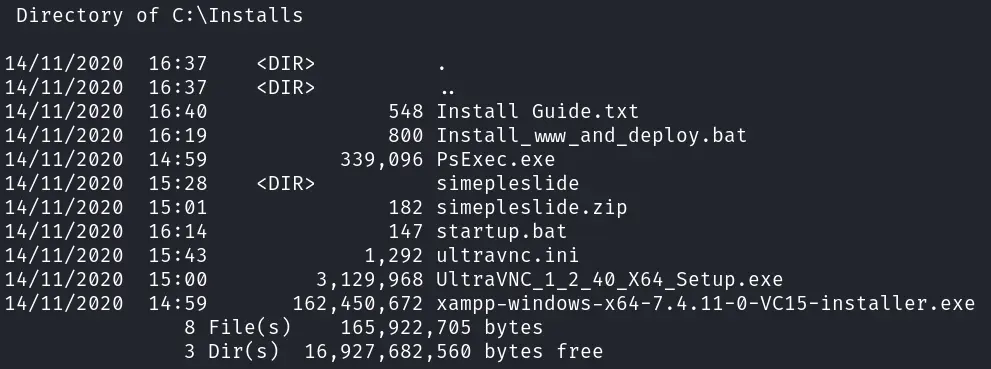 Directory of C:\Installs
14/11/2020  16:37    <DIR>          .
14/11/2020  16:37    <DIR>          ..
14/11/2020  16:40               548 Install Guide.txt
14/11/2020  16:19               800 Install_www_and_deploy.bat
14/11/2020  14:59           339,096 PsExec.exe
14/11/2020  15:28    <DIR>          simepleslide
14/11/2020  15:01               182 simepleslide.zip
14/11/2020  16:14               147 startup.bat
14/11/2020  15:43             1,292 ultravnc.ini
14/11/2020  15:00         3,129,968 UltraVNC_1_2_40_X64_Setup.exe
14/11/2020  14:59       162,450,672 xampp-windows-x64-7.4.11-0-VC15-installer.exe
8 File(s)    165,922,705 bytes
3 Dir(s)  16,927,682,560 bytes free